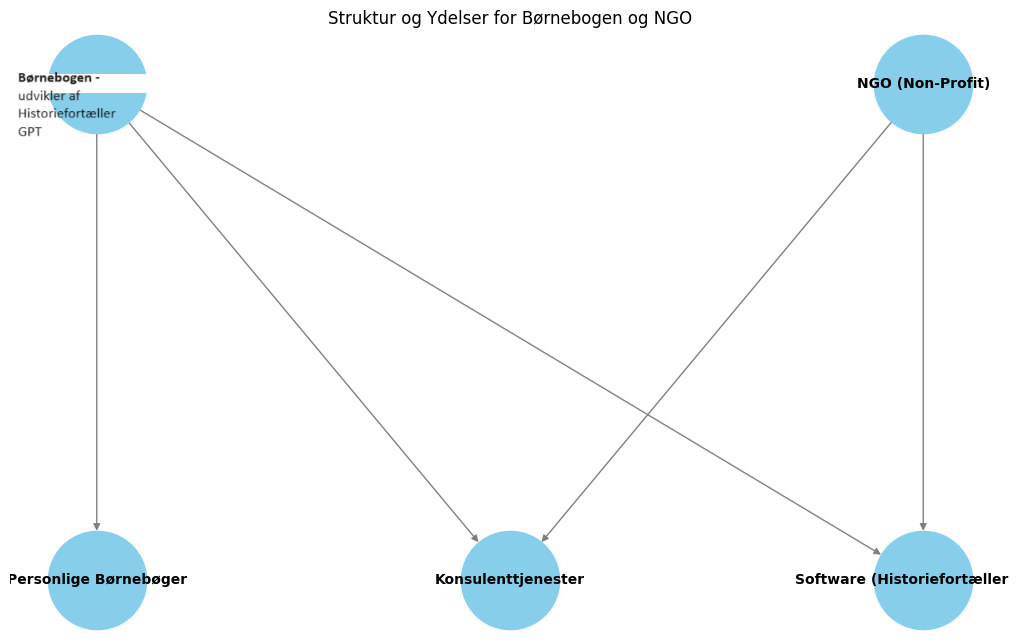 Struktur og Ydelser for Børnebogen og NGO
Børnebogen -
udvikler af
Historiefortæller
GPT
NGO (Non-Profit)
Personlige Børnebøger
Konsulenttjenester
Software (Historiefortæller